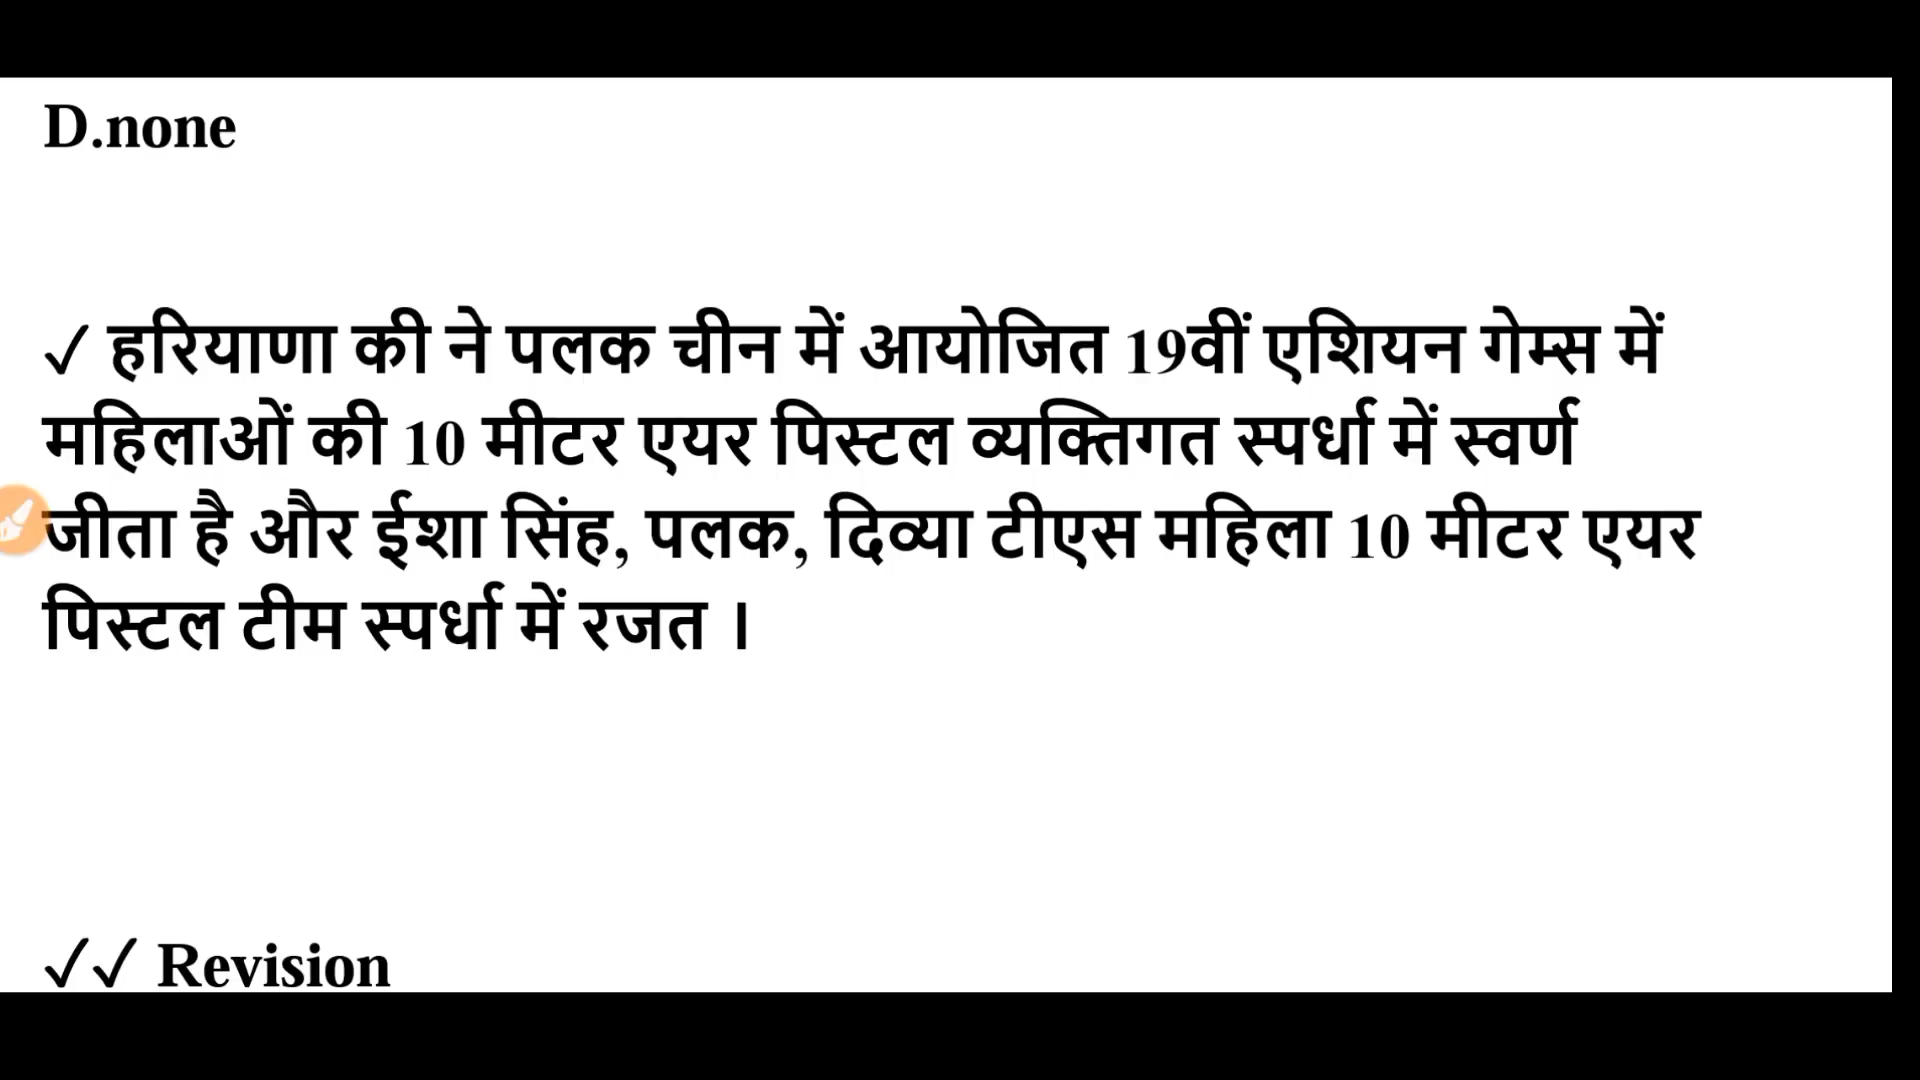 D.none
✓ हरियाणा की ने पलक चीन में आयोजित 19वीं एशियन गेम्स में
महिलाओं की 10 मीटर एयर पिस्टल व्यक्तिगत स्पर्धा में स्वर्ण
जीता है और ईशा सिंह, पलक, दिव्या टीएस महिला 10 मीटर एयर
पिस्टल टीम स्पर्धा में रजत ।
✓✓ Revision